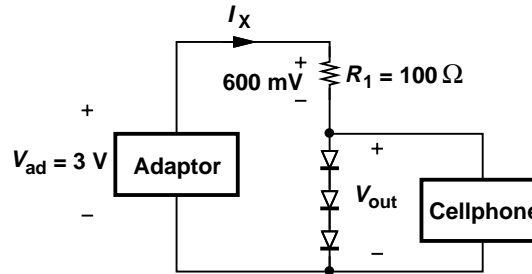 I_X
+
600 mV
−
R_1 = 100 Ω
+
V_ad = 3 V
−
Adaptor
+
V_out
−
Cellphone